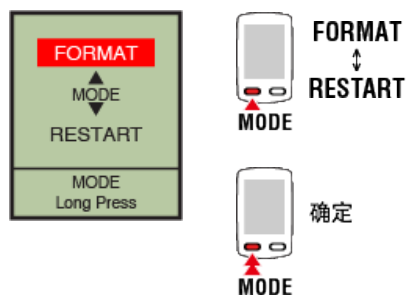 FORMAT
MODE
RESTART
MODE
Long Press
FORMAT
RESTART
MODE
确定
MODE